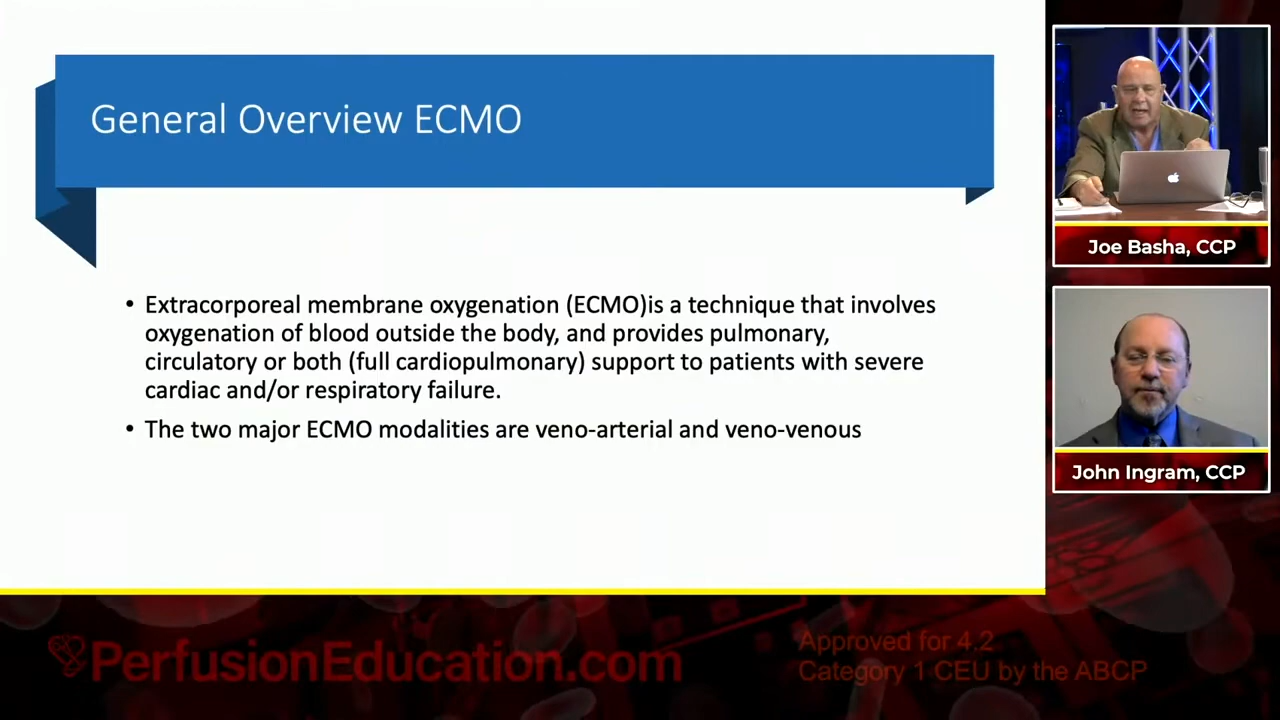 General Overview ECMO
• Extracorporeal membrane oxygenation (ECMO)is a technique that involves
oxygenation of blood outside the body, and provides pulmonary,
circulatory or both (full cardiopulmonary) support to patients with severe
cardiac and/or respiratory failure.
• The two major ECMO modalities are veno-arterial and veno-venous
Joe Basha, CCP
John Ingram, CCP
PerfusionEducation.com
Approved for 4.2
Category 1 CEU by the ABCP